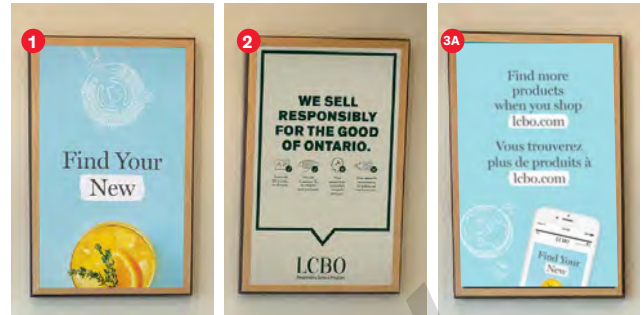 1
Find Your
New
2
WE SELL
RESPONSIBLY
FOR THE GOOD
OF ONTARIO.
LCBO
3A
Find more
products
when you shop
lcbo.com
Vous trouverez
plus de produits à
lcbo.com
LCBO
Find Your
New